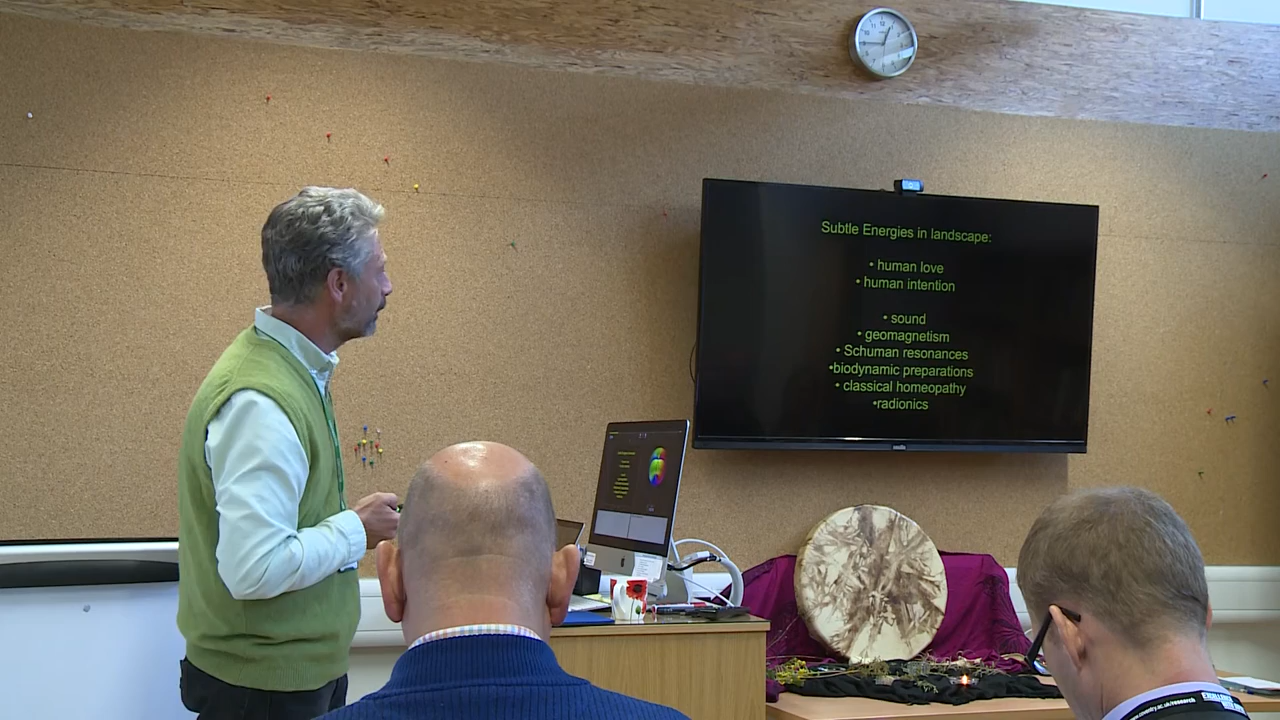 Subtle Energies in landscape:
• human love
• human intention
• sound
• geomagnetism
• Schuman resonances
•biodynamic preparations
• classical homeopathy
•radionics